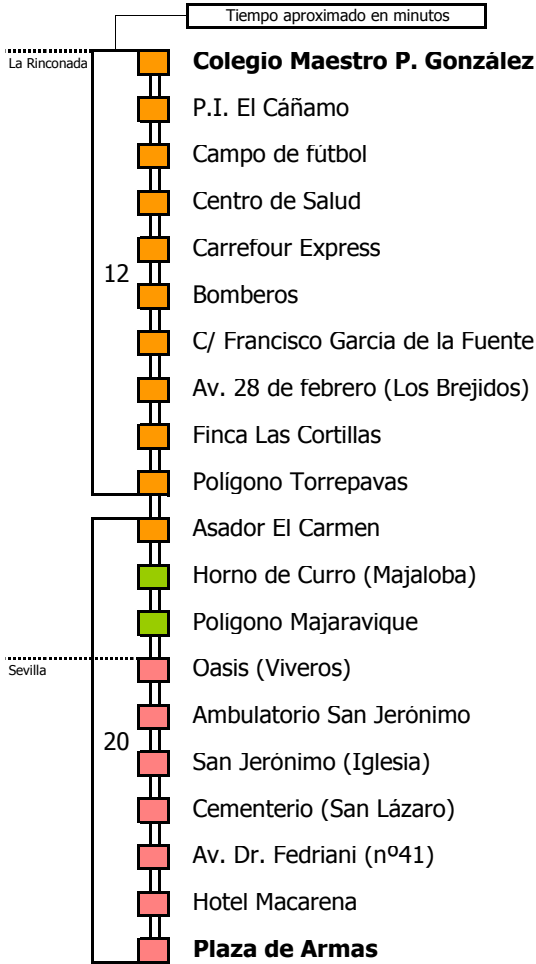 Tiempo aproximado en minutos
La Rinconada
Colegio Maestro P. González
P.I. El Cáñamo
Campo de fútbol
Centro de Salud
Carrefour Express
12
Bomberos
C/ Francisco García de la Fuente
Av. 28 de febrero (Los Brejidos)
Finca Las Cortillas
Polígono Torrepavas
Asador El Carmen
Horno de Curro (Majaloba)
Poligono Majaravique
Sevilla
Oasis (Viveros)
Ambulatorio San Jerónimo
20
San Jerónimo (Iglesia)
Cementerio (San Lázaro)
Av. Dr. Fedriani (nº41)
Hotel Macarena
Plaza de Armas